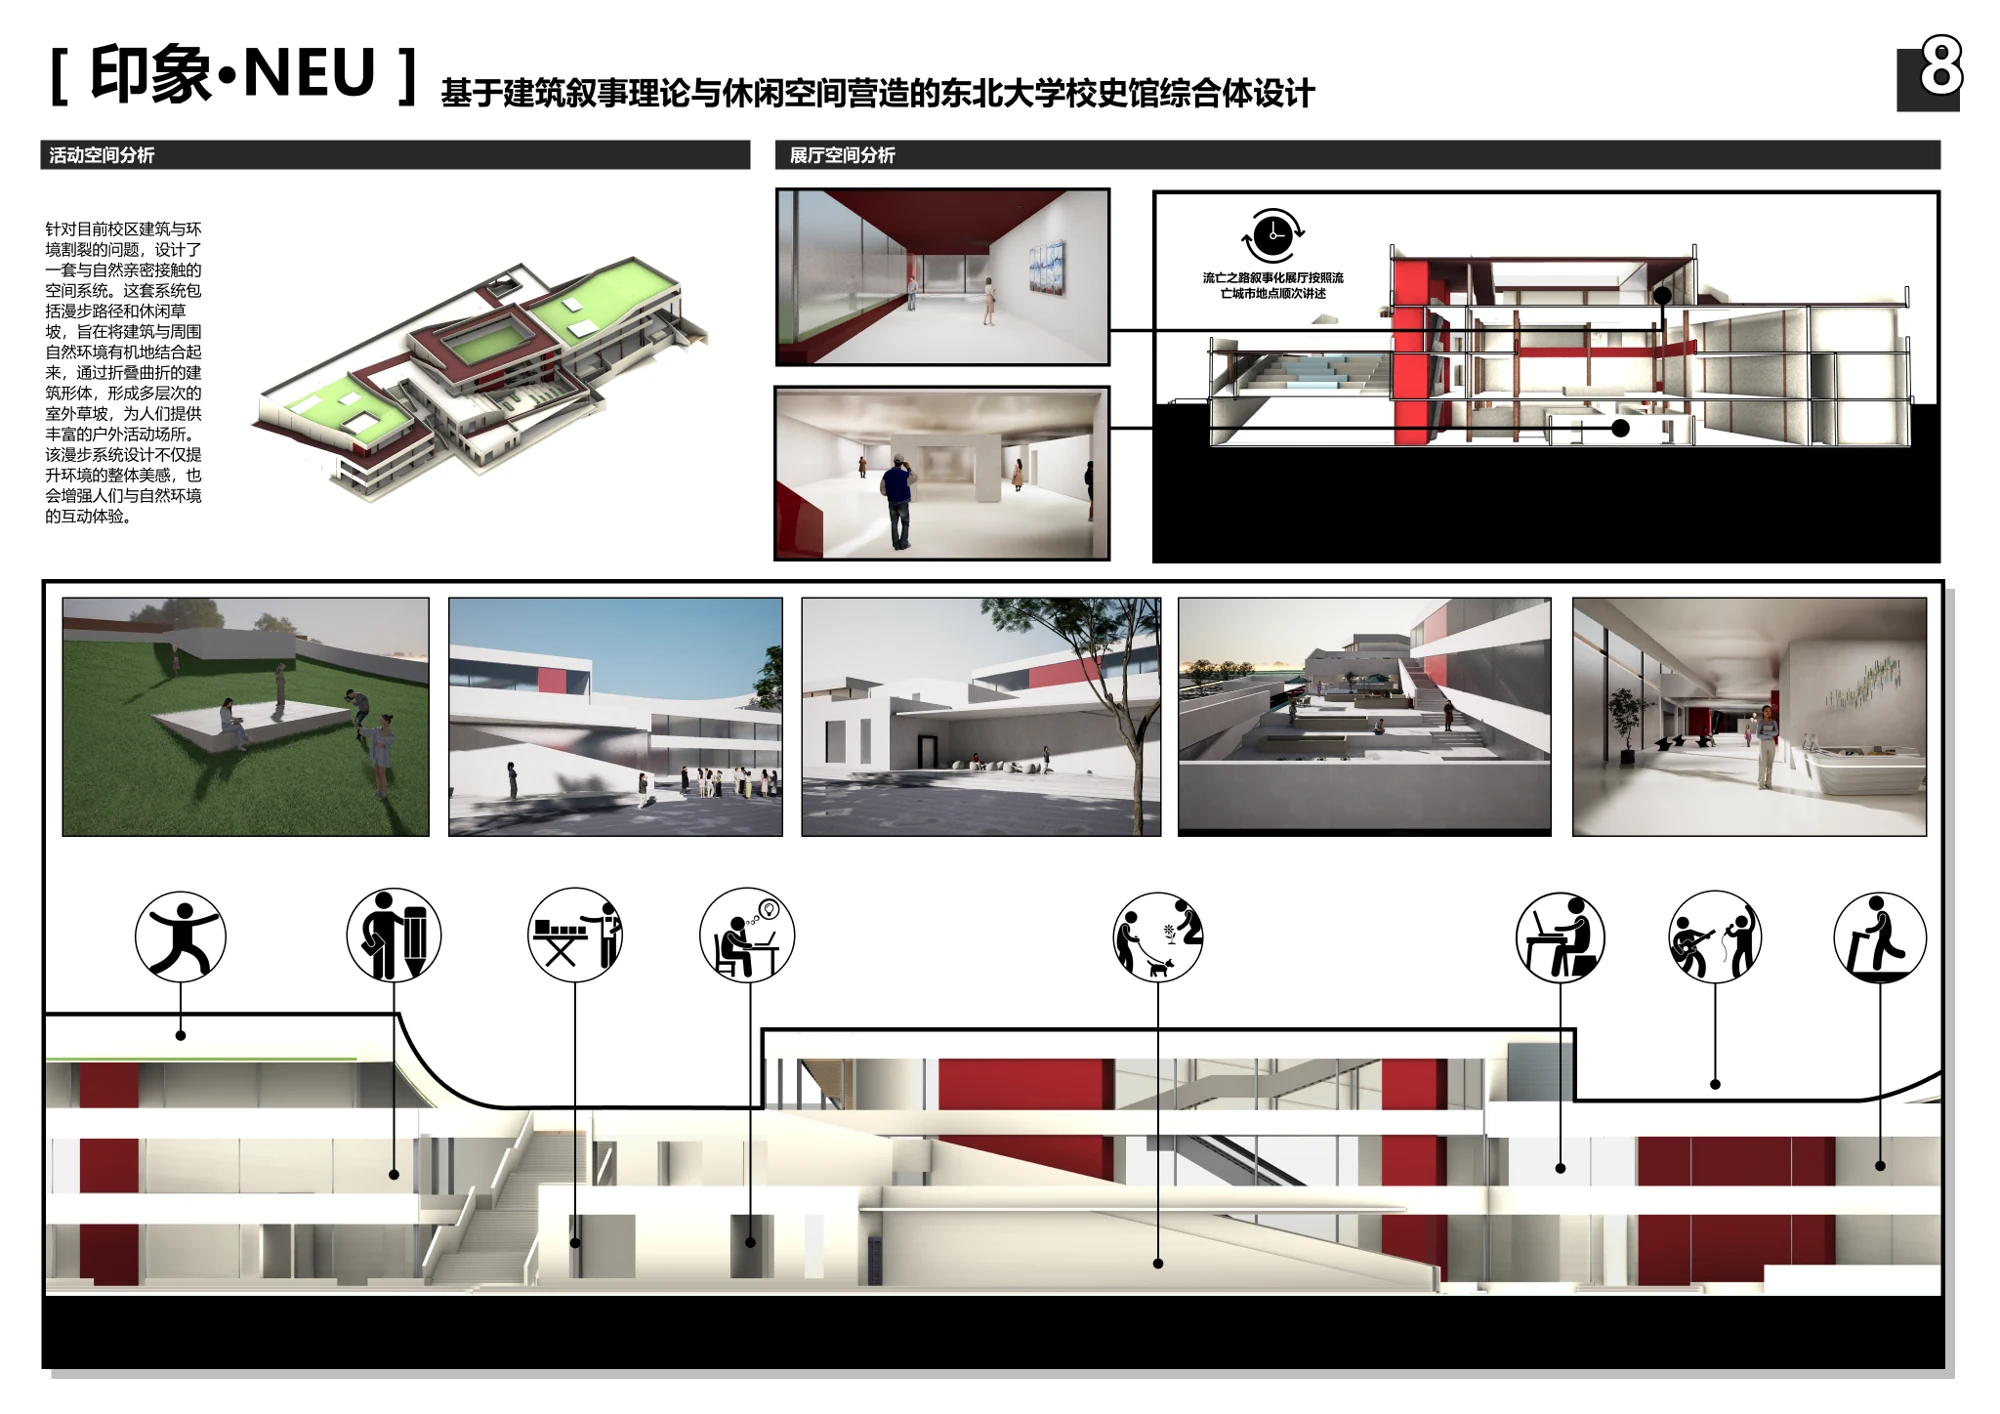 [ 印象·NEU ]
基于建筑叙事理论与休闲空间营造的东北大学校史馆综合体设计
8
活动空间分析
展厅空间分析
针对目前校区建筑与环
境割裂的问题，设计了
一套与自然亲密接触的
空间系统。这套系统包
括漫步路径和休闲草
坡，旨在将建筑与周围
自然环境有机地结合起
来，通过折叠曲折的建
筑形体，形成多层次的
室外草坡，为人们提供
丰富的户外活动场所。
该漫步系统设计不仅提
升环境的整体美感，也
会增强人们与自然环境
的互动体验。
流亡之路叙事化展厅按照流
亡城市地点顺次讲述